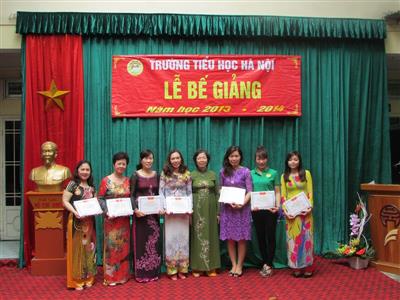 TRƯỜNG TIỂU HỌC HÀ NỘI
LỄ BẾ GIẢNG
Năm học 2013 - 2014